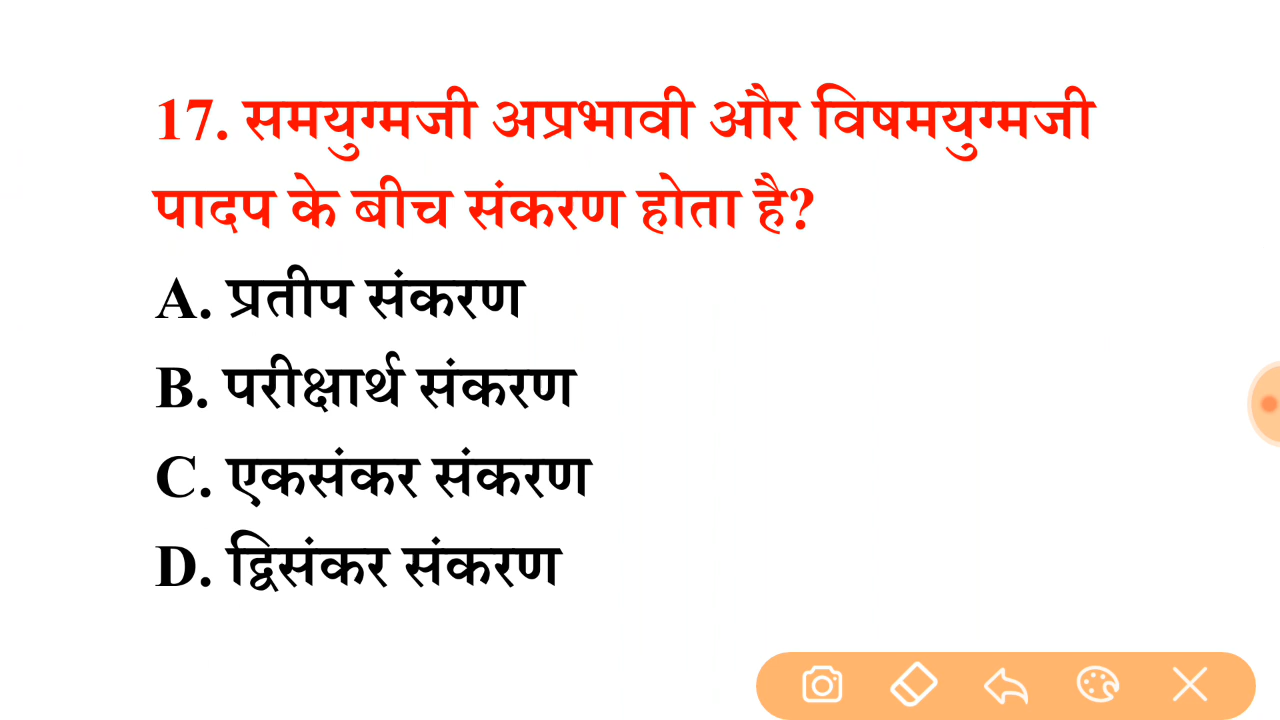 17. समयुग्मजी अप्रभावी और विषमयुग्मजी
पादप के बीच संकरण होता है?
A. प्रतीप संकरण
B. परीक्षार्थ संकरण
C. एकसंकर संकरण
D. द्विसंकर संकरण